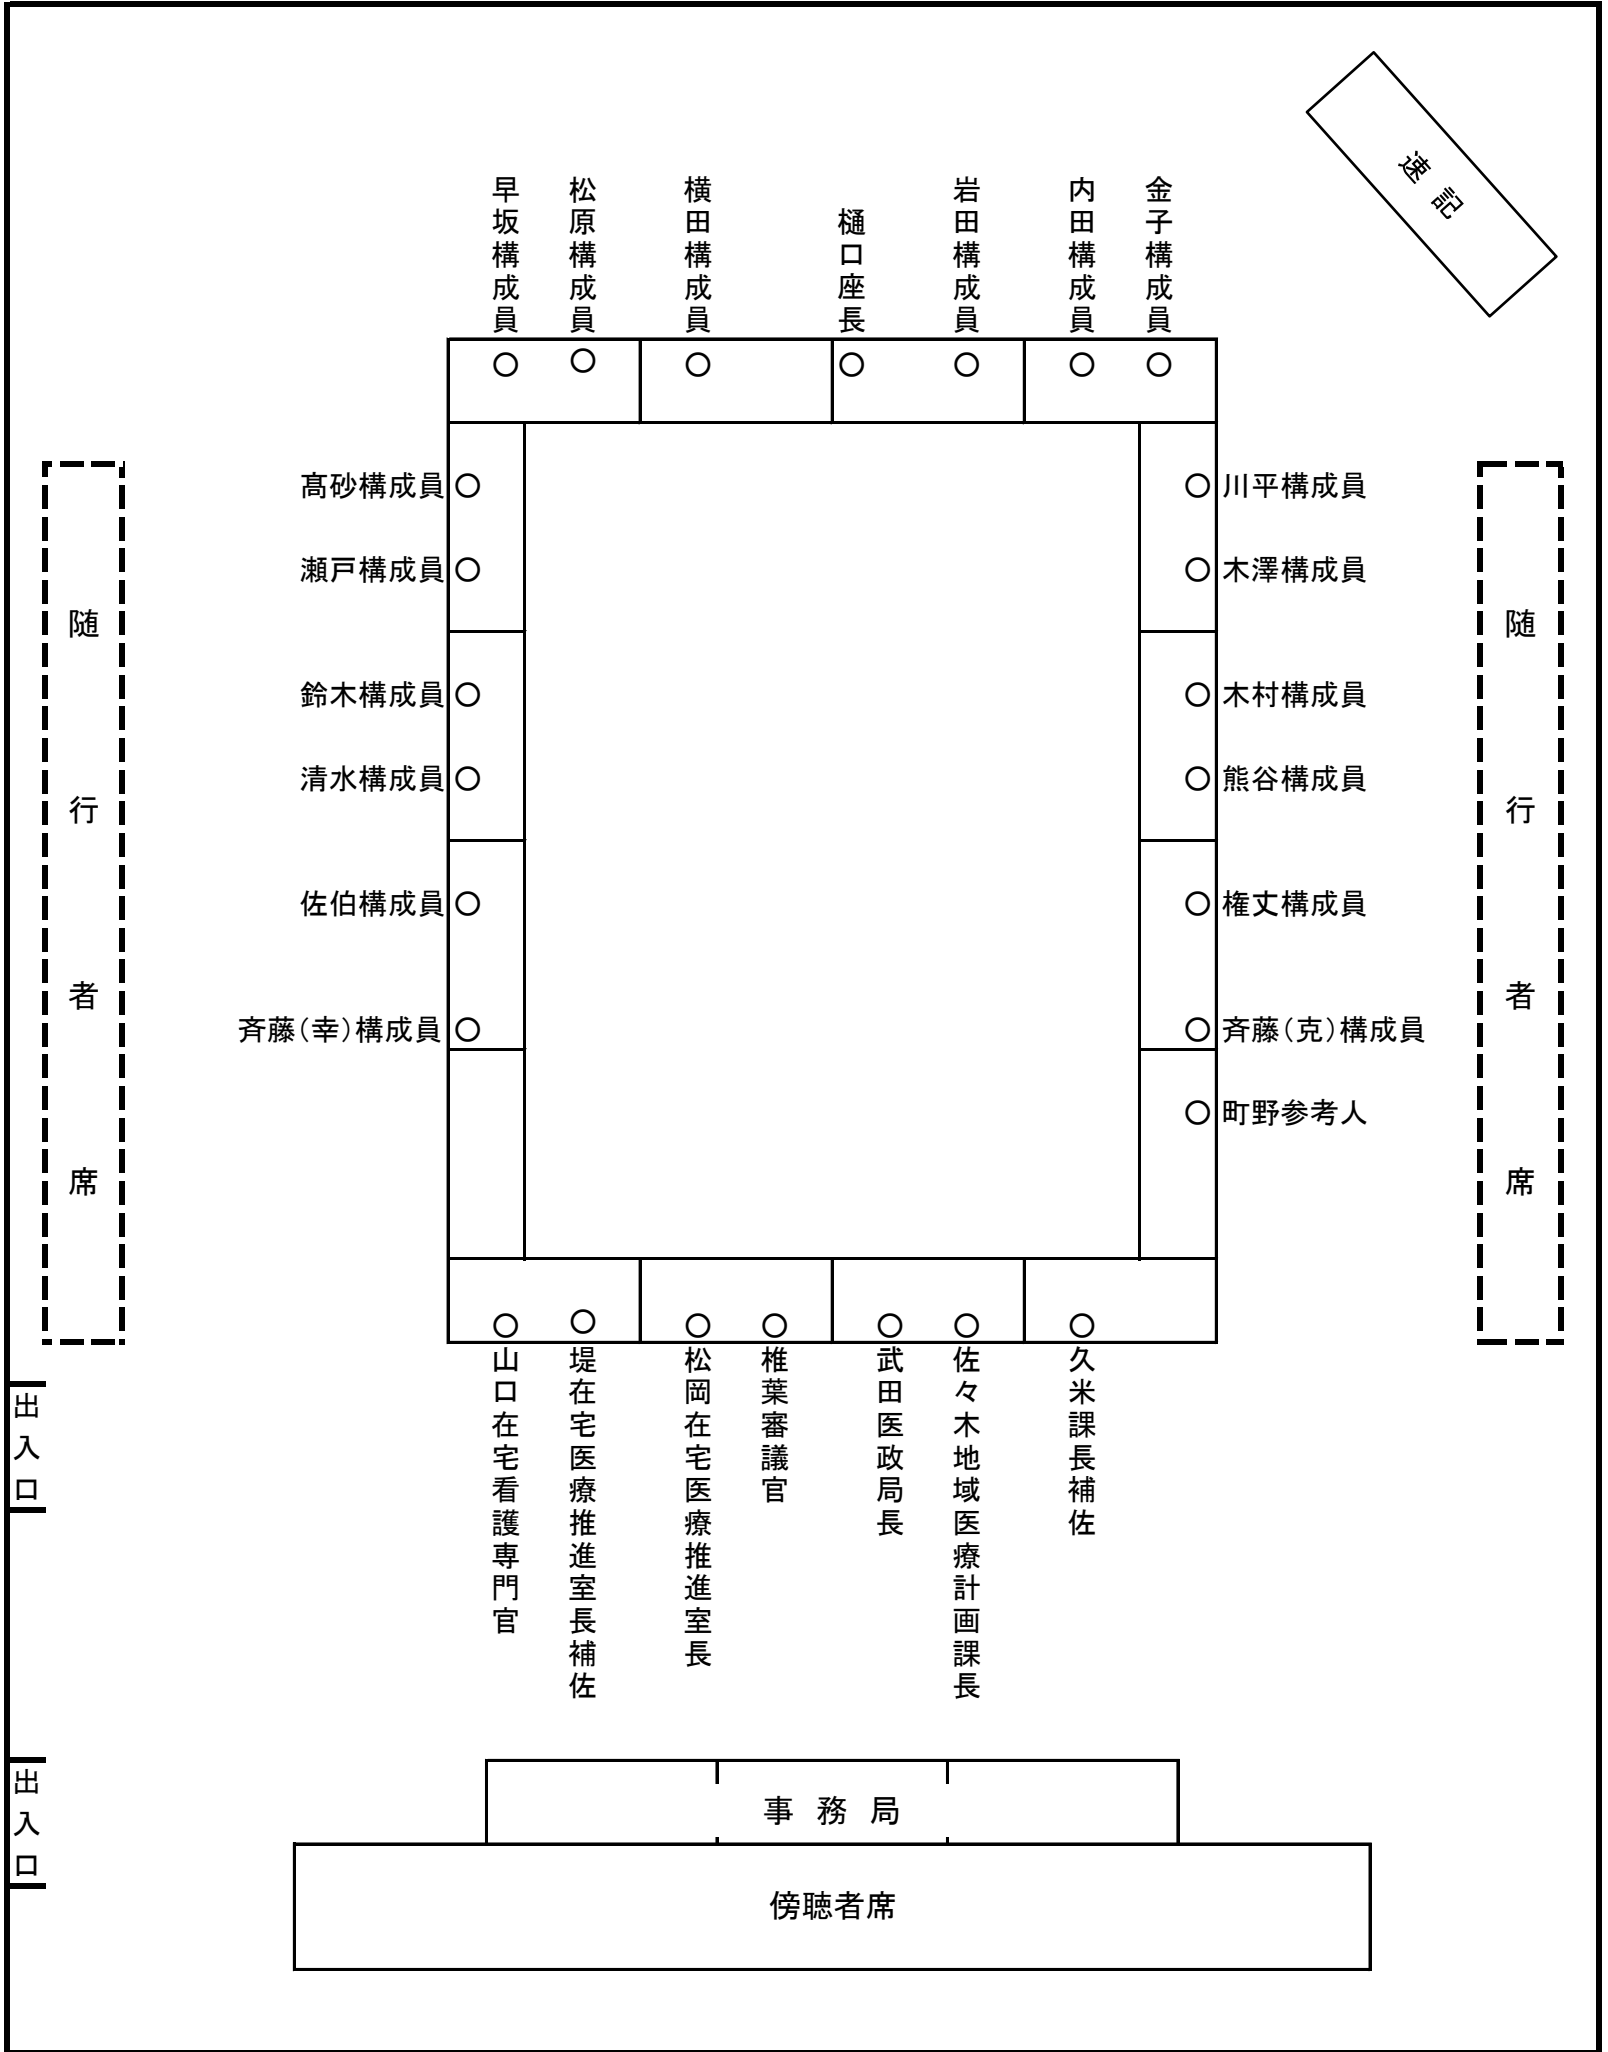 速記
早坂構成員
松原構成員
横田構成員
樋口座長
岩田構成員
内田構成員
金子構成員
髙砂構成員
瀬戸構成員
鈴木構成員
清水構成員
佐伯構成員
斉藤（幸）構成員
川平構成員
木澤構成員
木村構成員
熊谷構成員
権丈構成員
斉藤（克）構成員
町野参考人
随行者席
随行者席
山口在宅看護専門官
堤在宅医療推進室長補佐
松岡在宅医療推進室長
椎葉審議官
武田医政局長
佐々木地域医療計画課長
久米課長補佐
出入口
出入口
事務局
傍聴者席